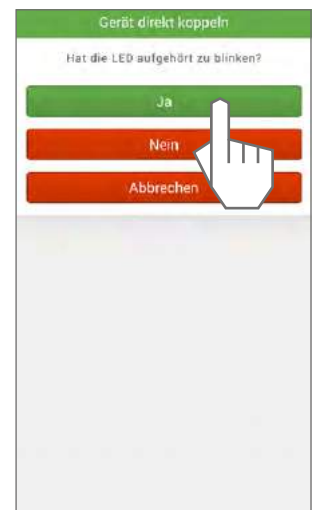 Gerät direkt koppeln
Hat die LED aufgehört zu blinken?
Ja
Nein
Abbrechen